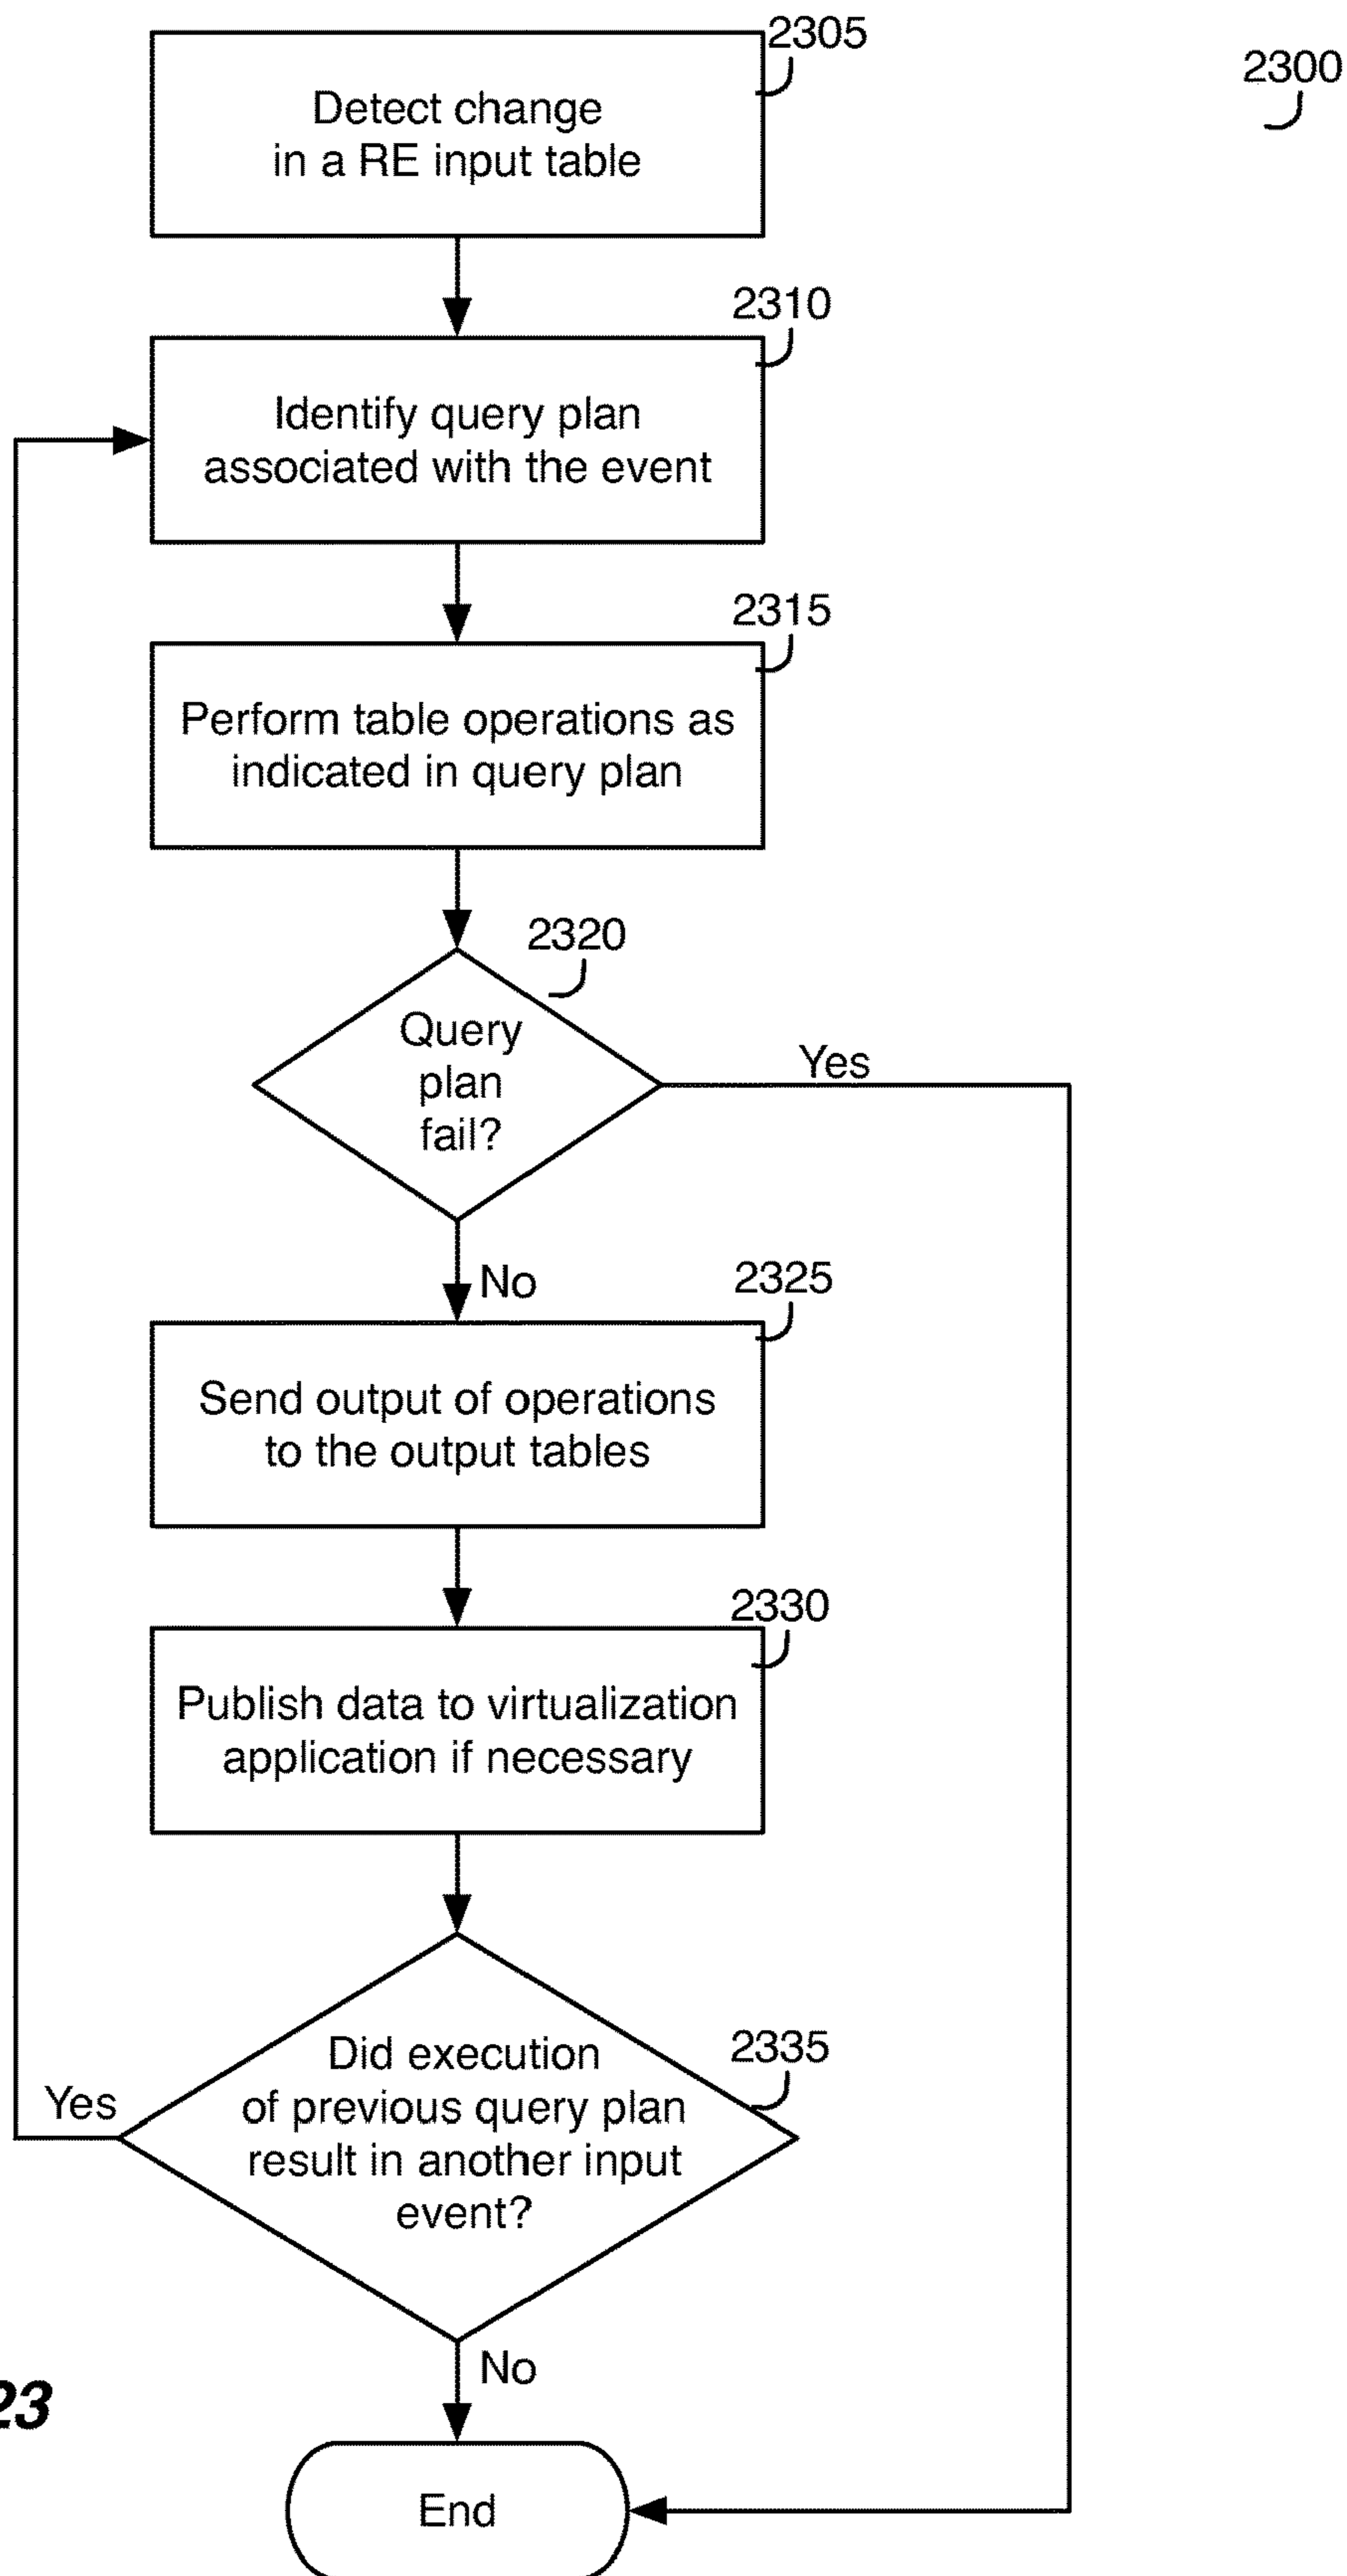 2305
2300
Detect change
in a RE input table
2310
Identify query plan
associated with the event
2315
Perform table operations as
indicated in query plan
2320
Query
plan
fail?
Yes
No
2325
Send output of operations
to the output tables
2330
Publish data to virtualization
application if necessary
2335
Did execution
of previous query plan
result in another input
event?
Yes
No
23
End